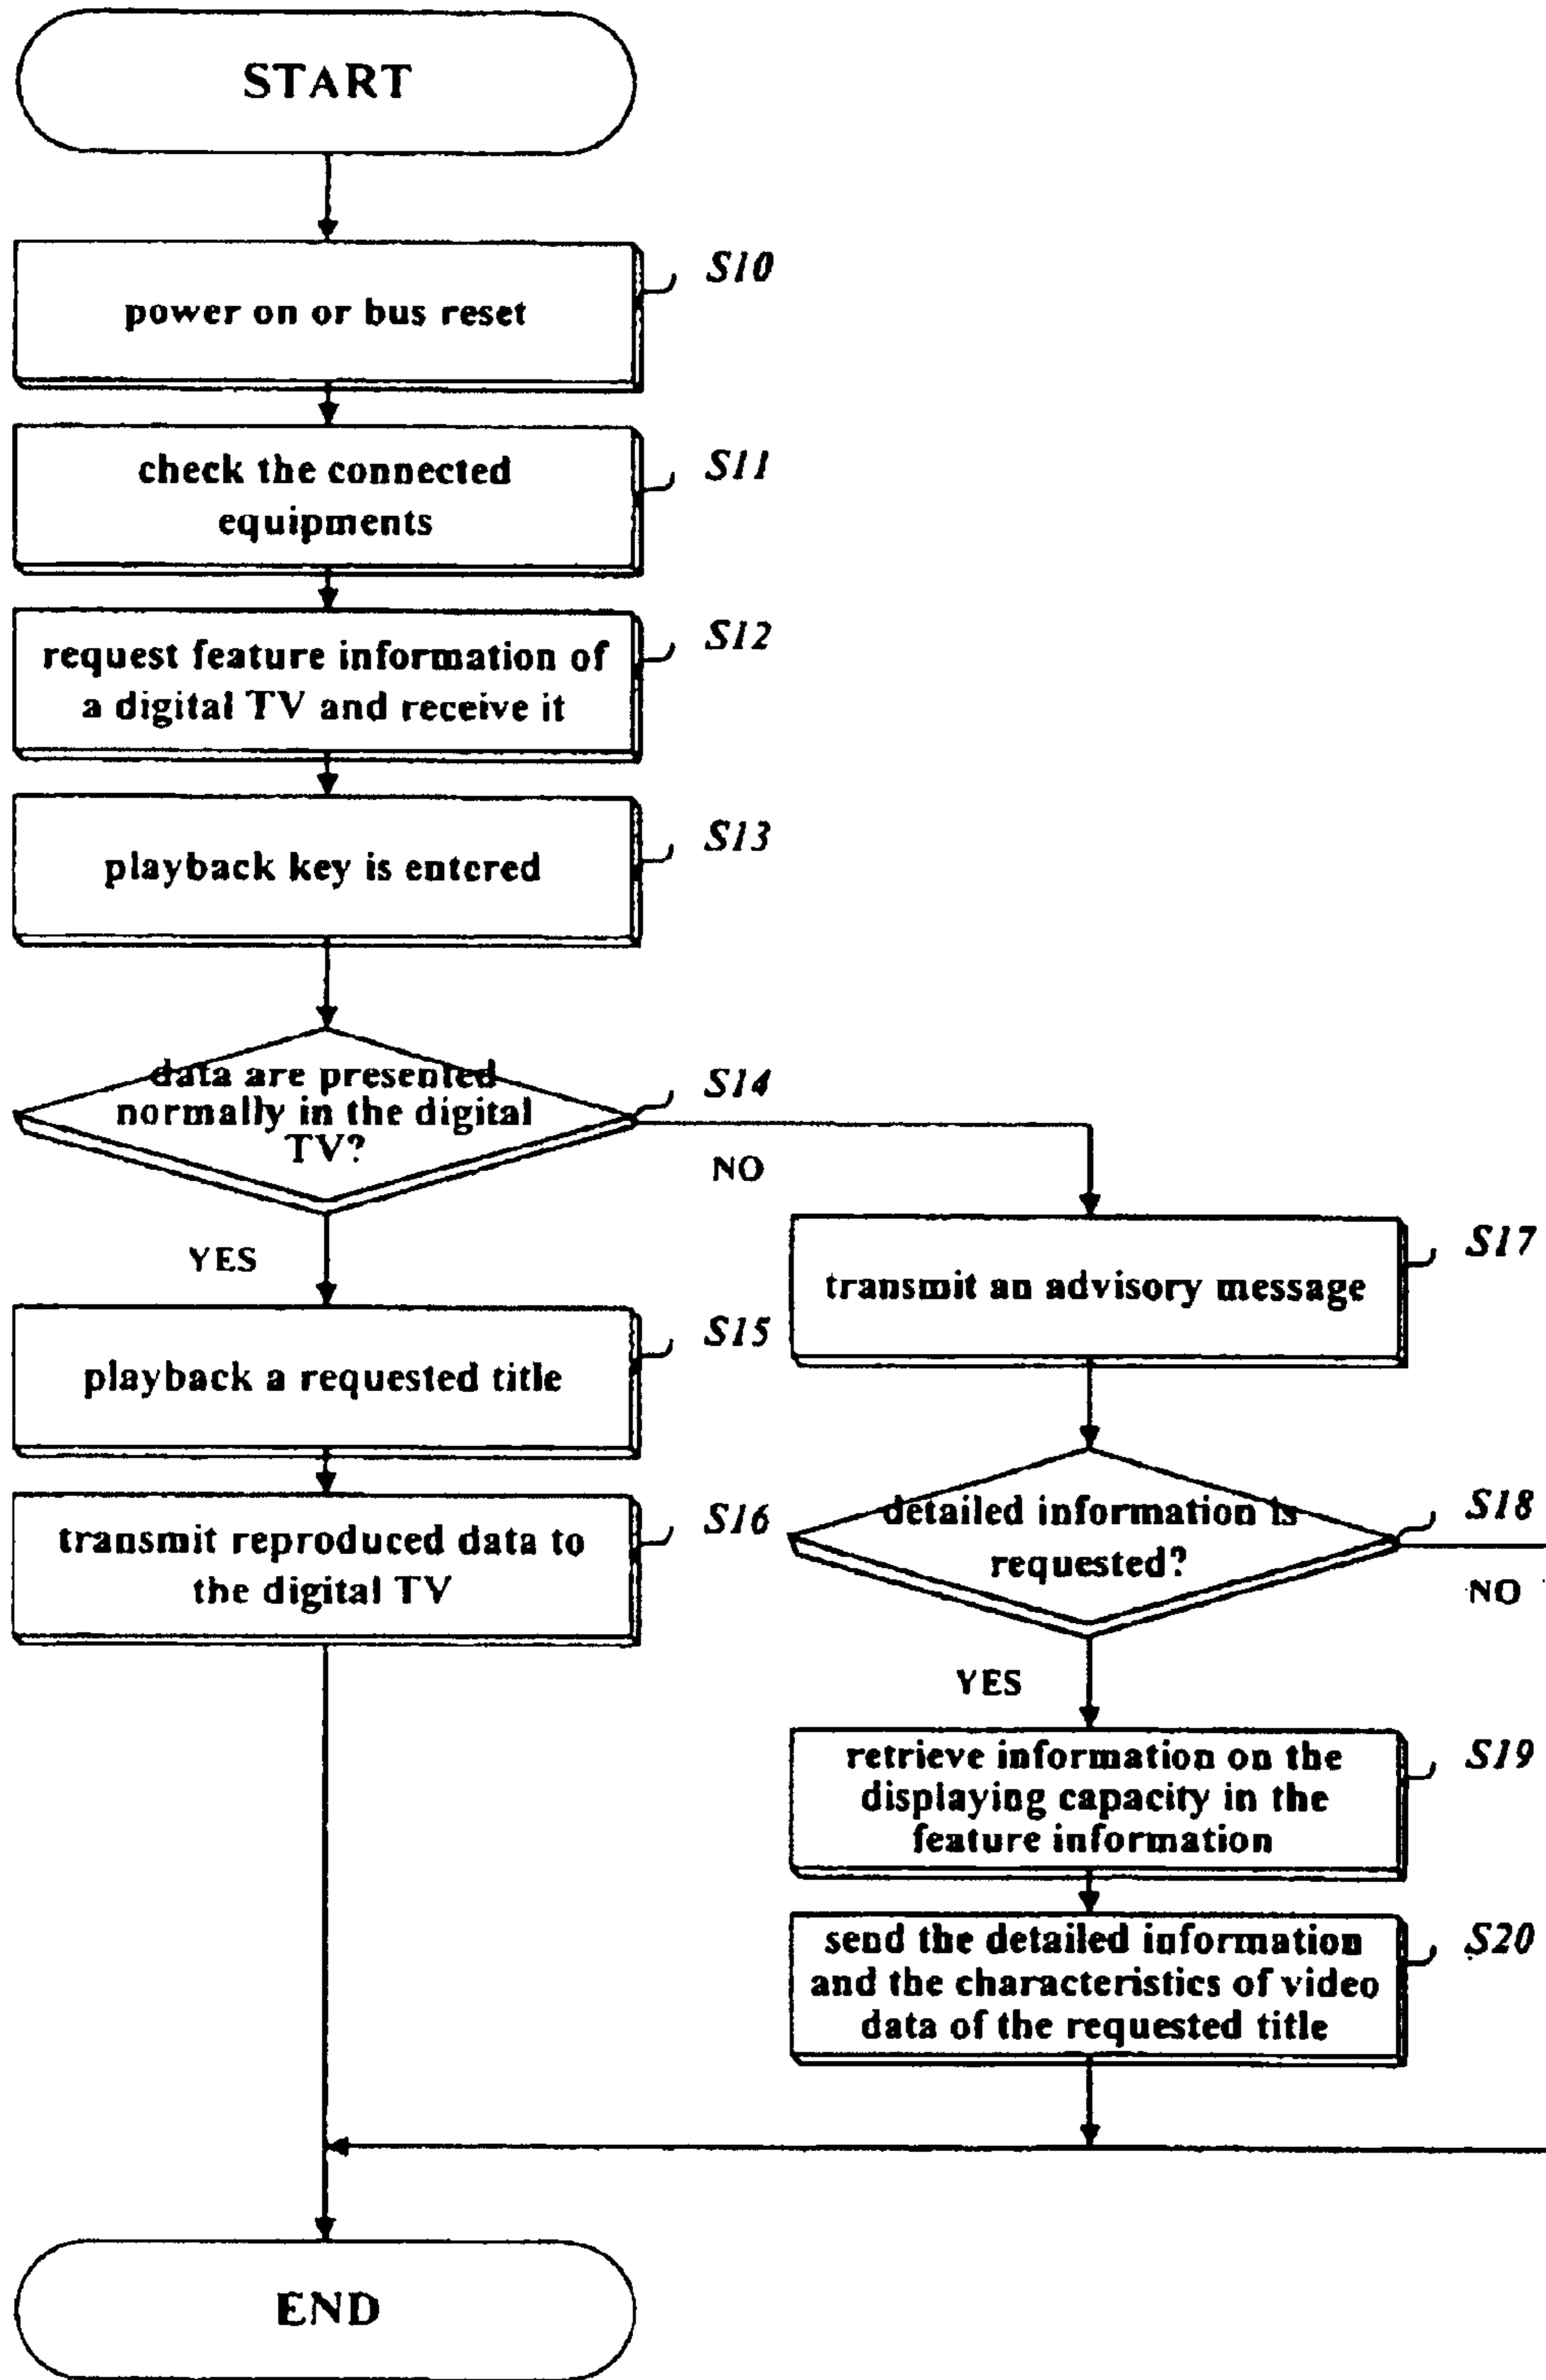 START
power on or bus reset
S10
check the connected
equipments
S11
request feature information of
a digital TV and receive it
S12
playback key is entered
S13
data are presented
normally in the digital
TV?
S14
NO
YES
playback a requested title
S15
transmit reproduced data to
the digital TV
S16
transmit an advisory message
S17
detailed information is
requested?
S18
NO
YES
retrieve information on the
displaying capacity in the
feature information
S19
send the detailed information
and the characteristics of video
data of the requested title
S20
END